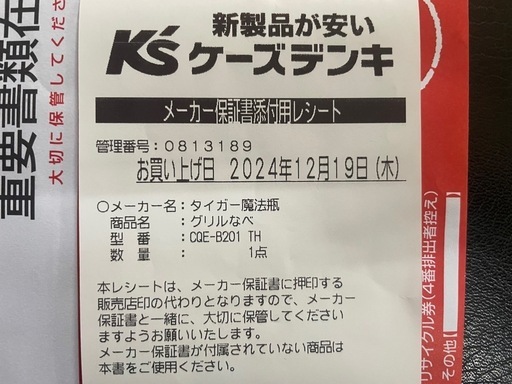 重要書類在
大切に保管してくださ
新製品が安い
K's ケーズデンキ
メーカー保証書添付用レシート
管理番号：0813189
お買い上げ日 2024年12月19日(木)
○メーカー名：タイガー魔法瓶
商品名：グリルなべ
型番：CQE-B201 TH
数量：1点
本レシートは、メーカー保証書に押印する
販売店印の代わりとなりますので、メーカー
保証書と一緒に、大切に保管してください
ますようお願いいたします。
メーカー保証書が付属されていない商品は
本書をご使用ください。
リサイクル券(4番排出者控え)
その他【